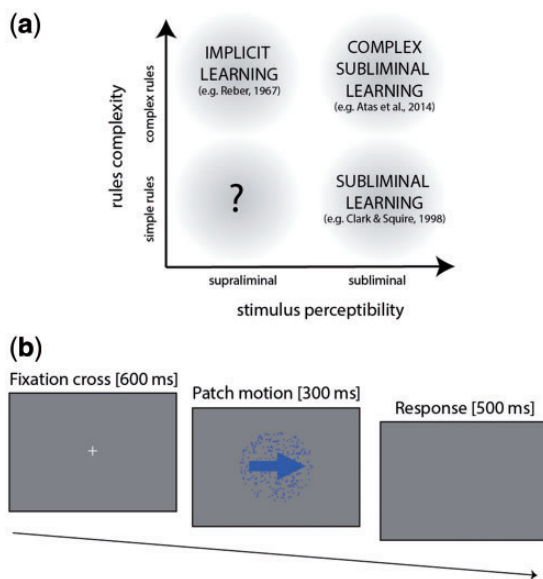 (a)
IMPLICIT
LEARNING
(e.g. Reber, 1967)
COMPLEX
SUBLIMINAL
LEARNING
(e.g. Atas et al., 2014)
rules complexity
complex rules
simple rules
?
SUBLIMINAL
LEARNING
(e.g. Clark & Squire, 1998)
supraliminal
subliminal
stimulus perceptibility
(b)
Fixation cross [600 ms]
Patch motion [300 ms]
Response [500 ms]